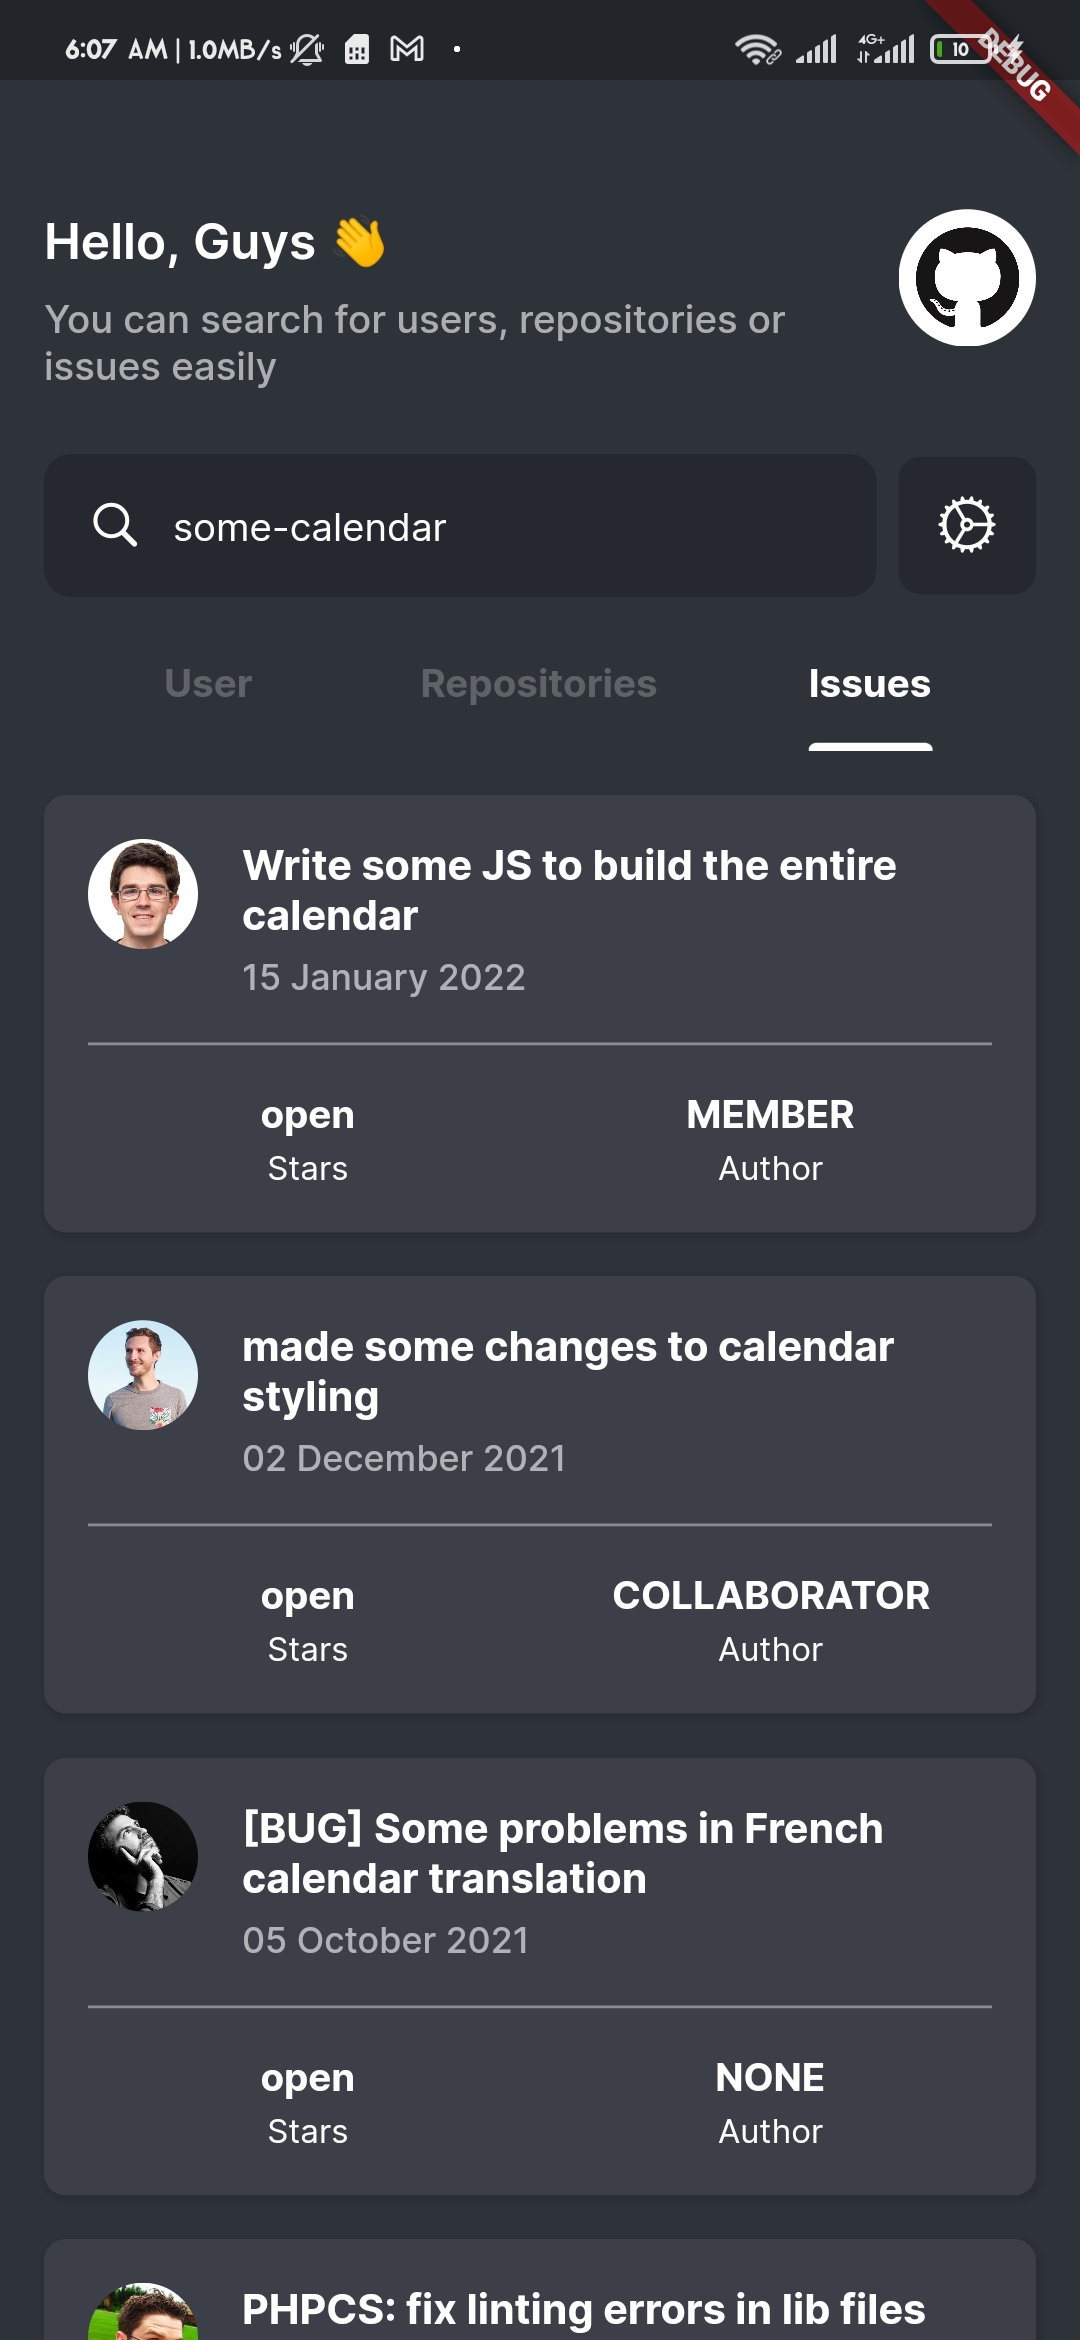 6:07 AM | 1.0MB/s
4G+
10
DEBUG
Hello, Guys 👋
You can search for users, repositories or
issues easily
some-calendar
User Repositories Issues
Write some JS to build the entire
calendar
15 January 2022
open MEMBER
Stars Author
made some changes to calendar
styling
02 December 2021
open COLLABORATOR
Stars Author
[BUG] Some problems in French
calendar translation
05 October 2021
open NONE
Stars Author
PHPCS: fix linting errors in lib files